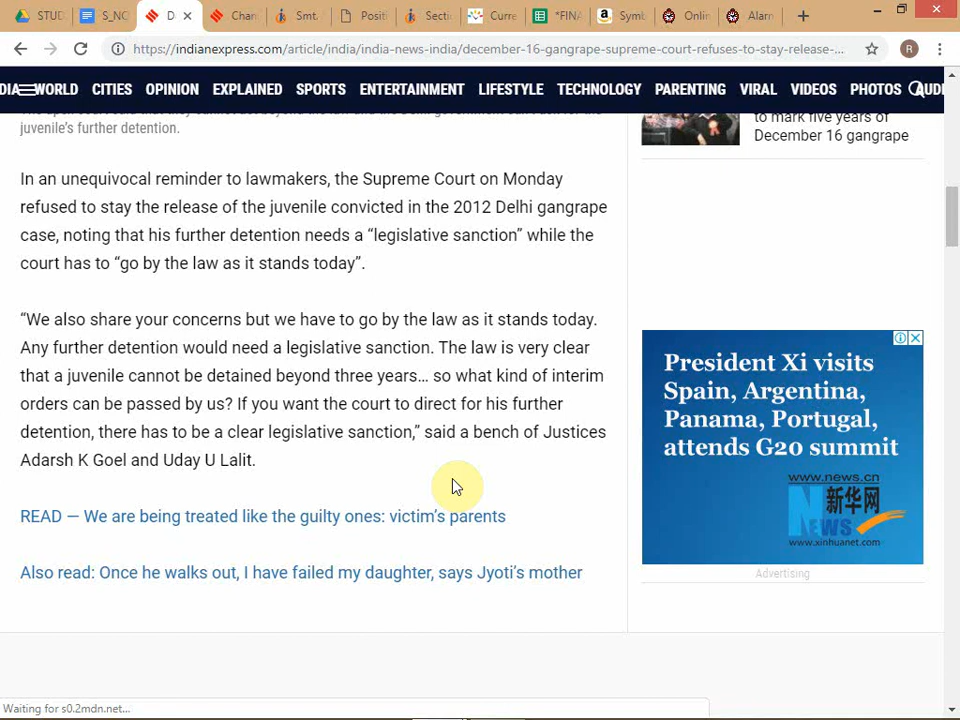 STUD
S_NC
D
Chan
Smt.
Positi
Secti
Curre
*FINA
Symb
Onlin
Alarn
https://indianexpress.com/article/india/india-news-india/december-16-gangrape-supreme-court-refuses-to-stay-release-...
R
DIA WORLD CITIES OPINION EXPLAINED SPORTS ENTERTAINMENT LIFESTYLE TECHNOLOGY PARENTING VIRAL VIDEOS PHOTOS AUD
juvenile's further detention.
In an unequivocal reminder to lawmakers, the Supreme Court on Monday
refused to stay the release of the juvenile convicted in the 2012 Delhi gangrape
case, noting that his further detention needs a “legislative sanction” while the
court has to “go by the law as it stands today”.
“We also share your concerns but we have to go by the law as it stands today.
Any further detention would need a legislative sanction. The law is very clear
that a juvenile cannot be detained beyond three years… so what kind of interim
orders can be passed by us? If you want the court to direct for his further
detention, there has to be a clear legislative sanction,” said a bench of Justices
Adarsh K Goel and Uday U Lalit.
READ — We are being treated like the guilty ones: victim’s parents
Also read: Once he walks out, I have failed my daughter, says Jyoti’s mother
to mark five years of
December 16 gangrape
President Xi visits
Spain, Argentina,
Panama, Portugal,
attends G20 summit
www.news.cn
新华网
NEWS
www.xinhuanet.com
Advertising
Waiting for s0.2mdn.net...